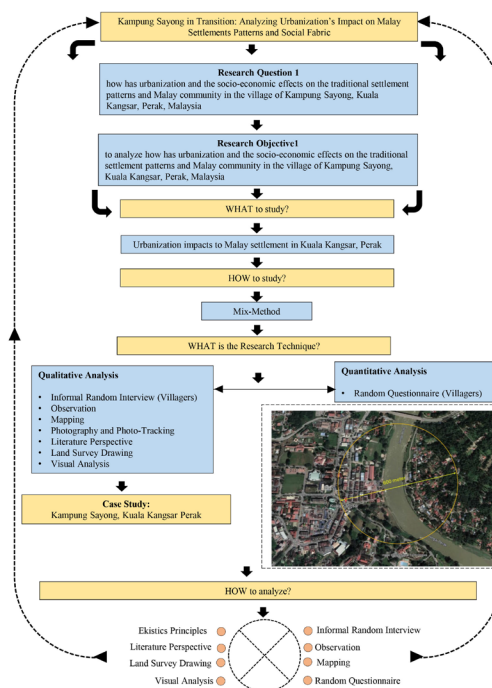 Kampung Sayong in Transition: Analyzing Urbanization's Impact on Malay
Settlements Patterns and Social Fabric
Research Question 1
how has urbanization and the socio-economic effects on the traditional settlement
patterns and Malay community in the village of Kampung Sayong, Kuala
Kangsar, Perak, Malaysia
Research Objective1
to analyze how has urbanization and the socio-economic effects on the traditional
settlement patterns and Malay community in the village of Kampung Sayong,
Kuala Kangsar, Perak, Malaysia
WHAT to study?
Urbanization impacts to Malay settlement in Kuala Kangsar, Perak
HOW to study?
Mix-Method
WHAT is the Research Technique?
Qualitative Analysis
• Informal Random Interview (Villagers)
• Observation
• Mapping
• Photography and Photo-Tracking
• Literature Perspective
• Land Survey Drawing
• Visual Analysis
Quantitative Analysis
• Random Questionnaire (Villagers)
Case Study:
Kampung Sayong, Kuala Kangsar Perak
HOW to analyze?
Ekistics Principles
Literature Perspective
Land Survey Drawing
Visual Analysis
Informal Random Interview
Observation
Mapping
Random Questionnaire